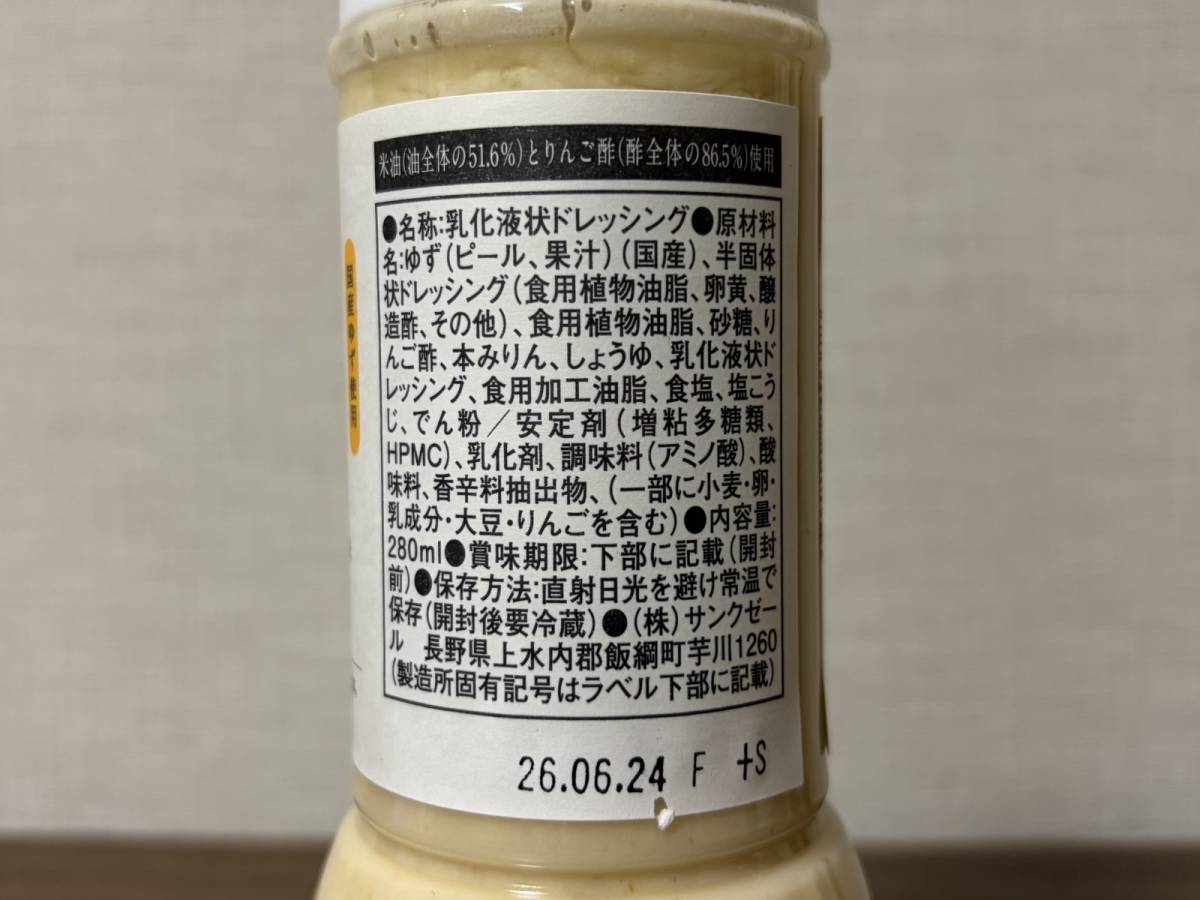 米油(油全体の51.6%)とりんご酢(酢全体の86.5%)使用
●名称:乳化液状ドレッシング●原材料
名:ゆず(ピール、果汁)(国産)、半固体
状ドレッシング(食用植物油脂、卵黄、醸
造酢、その他)、食用植物油脂、砂糖、り
んご酢、本みりん、しょうゆ、乳化液状ド
レッシング、食用加工油脂、食塩、塩こう
じ、でん粉/安定剤(増粘多糖類、
HPMC)、乳化剤、調味料(アミノ酸)、酸
味料、香辛料抽出物、(一部に小麦・卵・
乳成分・大豆・りんごを含む)●内容量:
280ml●賞味期限:下部に記載(開封
前)●保存方法:直射日光を避け常温で
保存(開封後要冷蔵)●(株)サンクゼー
ル 長野県上水内郡飯綱町芋川1260
(製造所固有記号はラベル下部に記載)
26.06.24 F +S
国産ゆず使用